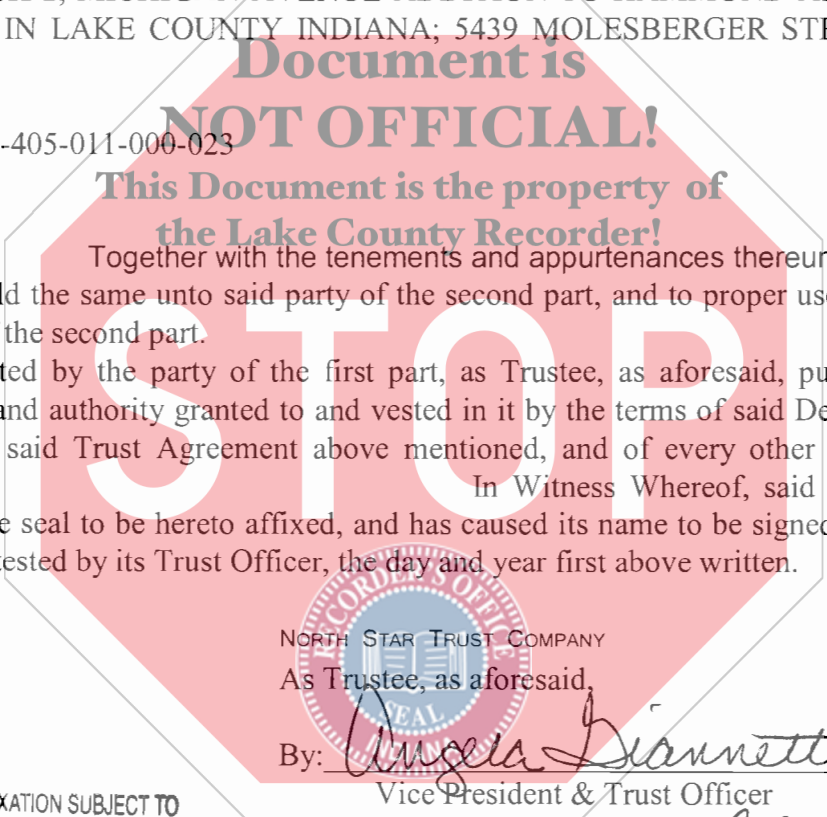 IN LAKE COUNTY INDIANA; 5439 MOLESBERGER
Document is
NOT OFFICIAL!
-405-011-000-023
This Document is the property of
the Lake County Recorder!
Together with the tenements and appurtenances thereun
ld the same unto said party of the second part, and to proper use
the second part.
ted by the party of the first part, as Trustee, as aforesaid, pu
and authority granted to and vested in it by the terms of said De
said Trust Agreement above mentioned, and of every other
In Witness Whereof, said
e seal to be hereto affixed, and has caused its name to be signed
tested by its Trust Officer, the day and year first above written.
STOP
RECORDER'S OFFICE
SEAL
INDIANA
NORTH STAR TRUST COMPANY
As Trustee, as aforesaid,
By: Angela Giannett
Vice President & Trust Officer
XATION SUBJECT TO